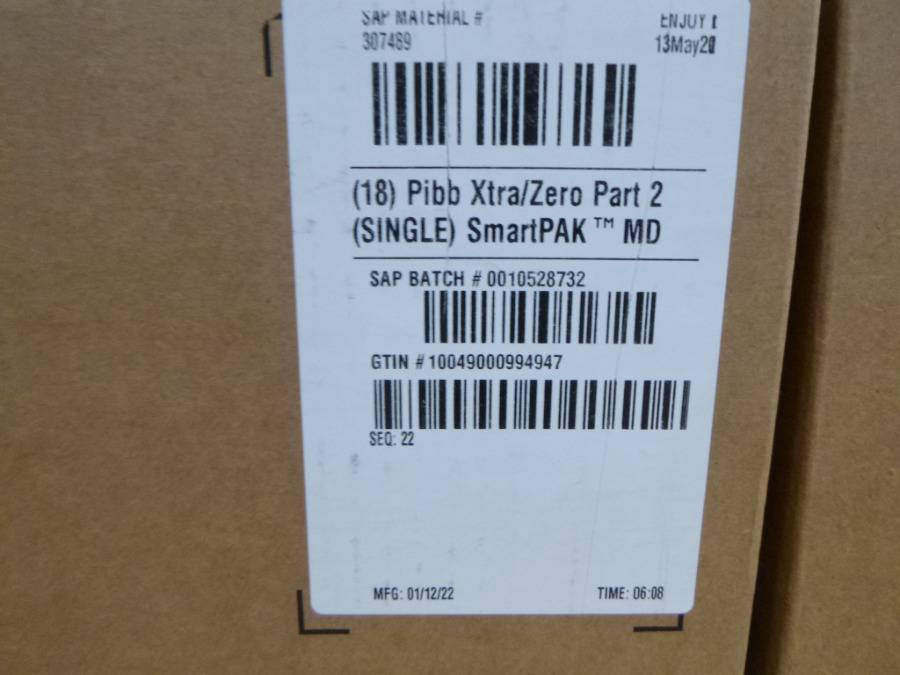 SAP MATERIAL # ENJOY
307489 13May20
(18) Pibb Xtra/Zero Part 2
(SINGLE) SmartPAK™ MD
SAP BATCH # 0010528732
GTIN # 10049000994947
SEQ: 22
MFG: 01/12/22 TIME: 06:08